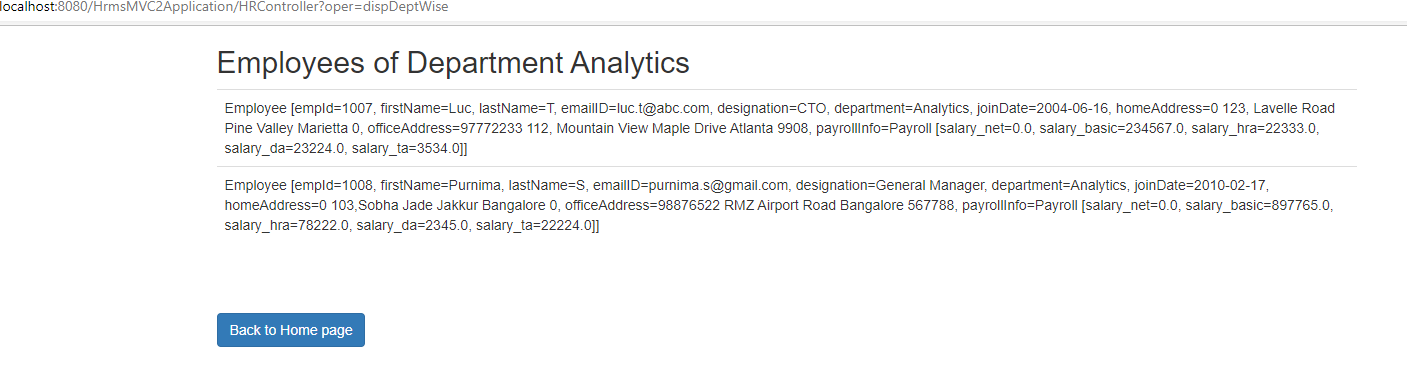 localhost:8080/HrmsMVC2Application/HRController?oper=dispDeptWise
Employees of Department Analytics
Employee [empId=1007, firstName=Luc, lastName=T, emailID=luc.t@abc.com, designation=CTO, department=Analytics, joinDate=2004-06-16, homeAddress=0 123, Lavelle Road
Pine Valley Marietta 0, officeAddress=97772233 112, Mountain View Maple Drive Atlanta 9908, payrollInfo=Payroll [salary_net=0.0, salary_basic=234567.0, salary_hra=22333.0,
salary_da=23224.0, salary_ta=3534.0]]
Employee [empId=1008, firstName=Purnima, lastName=S, emailID=purnima.s@gmail.com, designation=General Manager, department=Analytics, joinDate=2010-02-17,
homeAddress=0 103,Sobha Jade Jakkur Bangalore 0, officeAddress=98876522 RMZ Airport Road Bangalore 567788, payrollInfo=Payroll [salary_net=0.0, salary_basic=897765.0,
salary_hra=78222.0, salary_da=2345.0, salary_ta=22224.0]]
Back to Home page